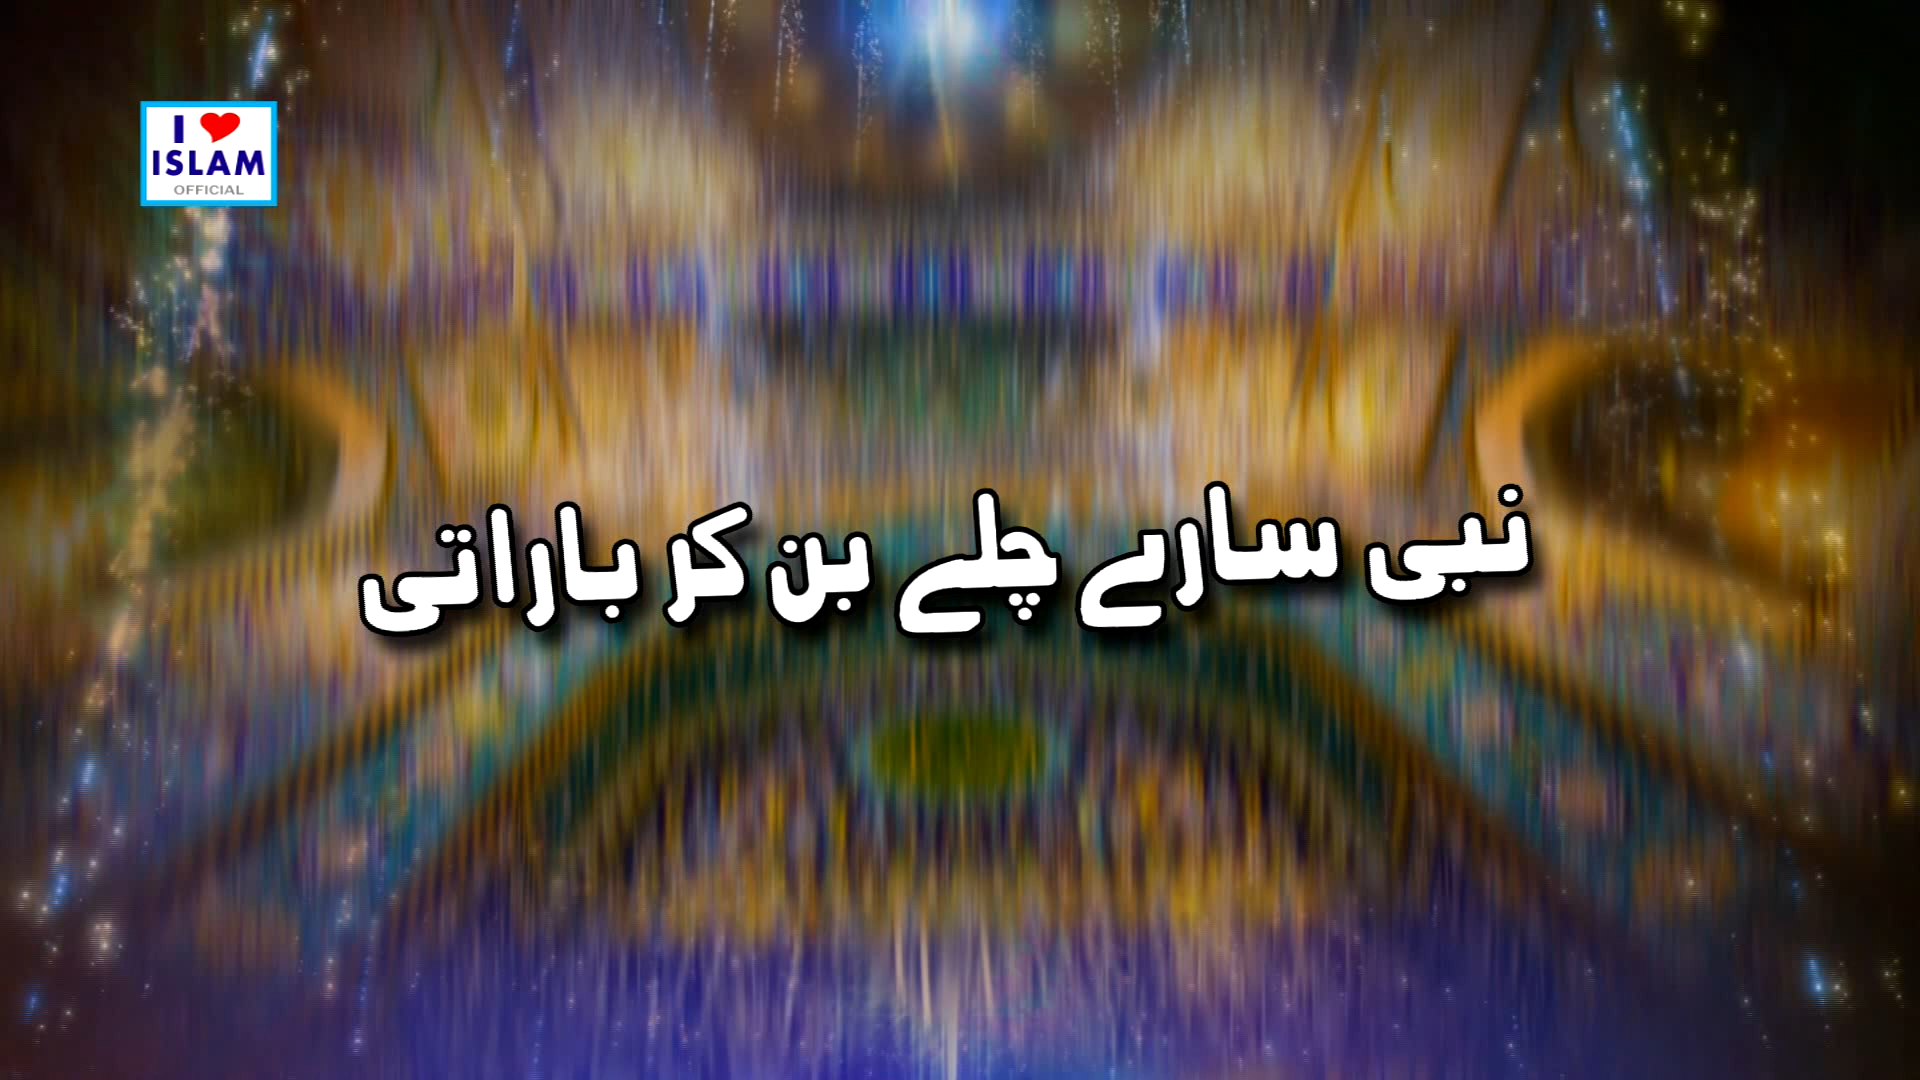 I ❤
ISLAM
OFFICIAL
نبی سارے چلے بن کر باراتی